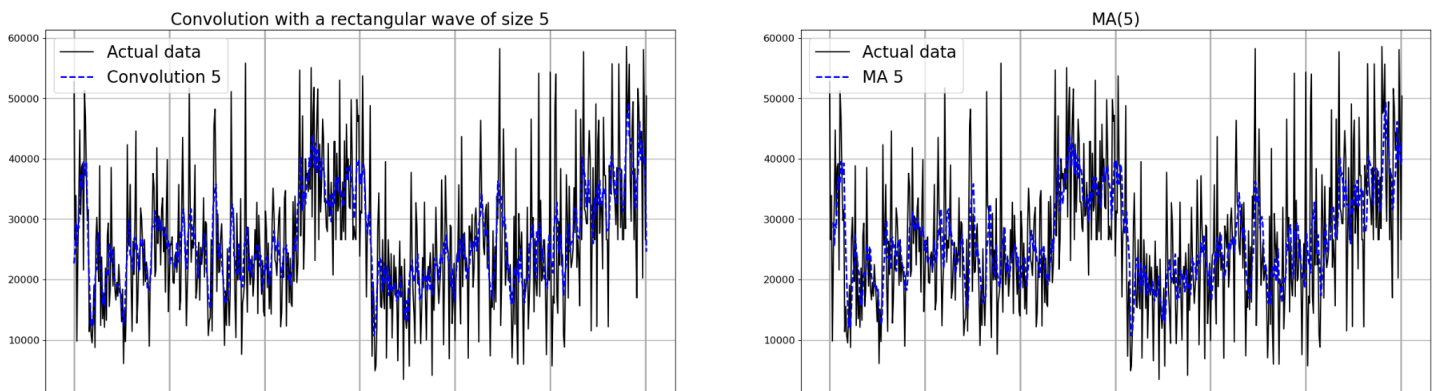 Convolution with a rectangular wave of size 5
Actual data
Convolution 5
60000
50000
40000
30000
20000
10000
MA(5)
Actual data
MA 5
60000
50000
40000
30000
20000
10000